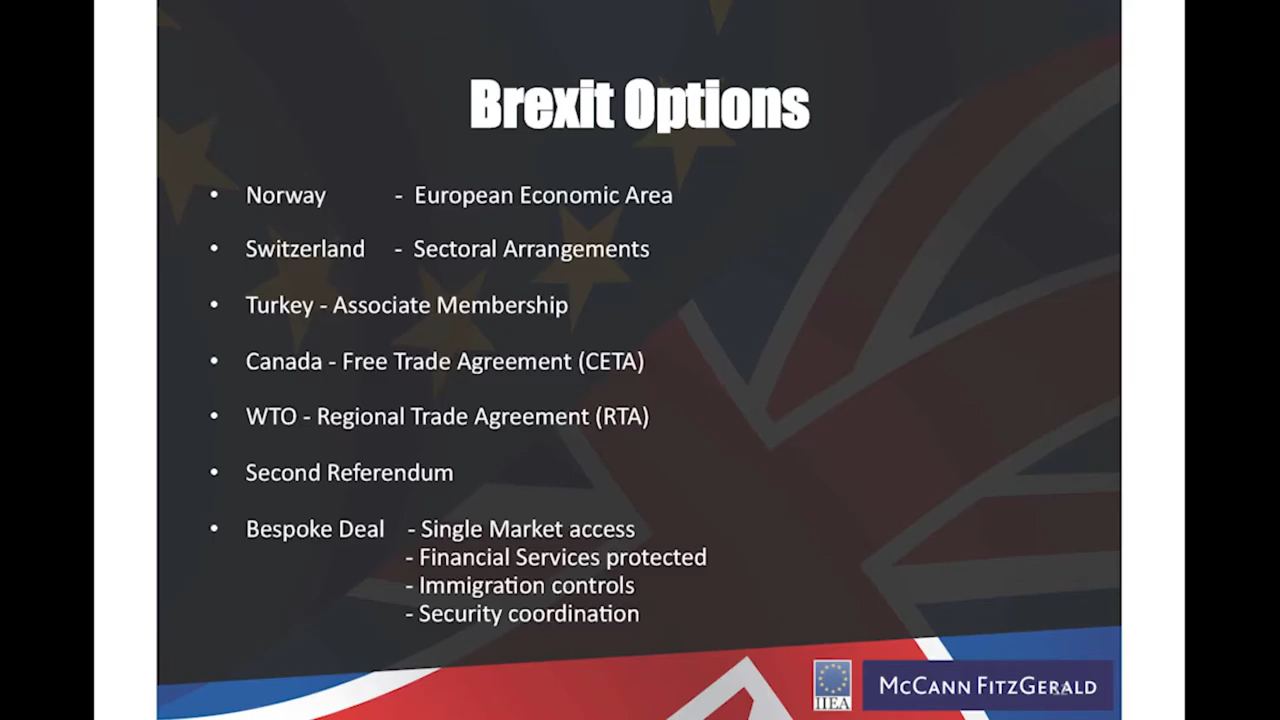 Brexit Options
• Norway - European Economic Area
• Switzerland - Sectoral Arrangements
• Turkey - Associate Membership
• Canada - Free Trade Agreement (CETA)
• WTO - Regional Trade Agreement (RTA)
• Second Referendum
• Bespoke Deal - Single Market access
- Financial Services protected
- Immigration controls
- Security coordination
IIEA
McCann FitzGerald